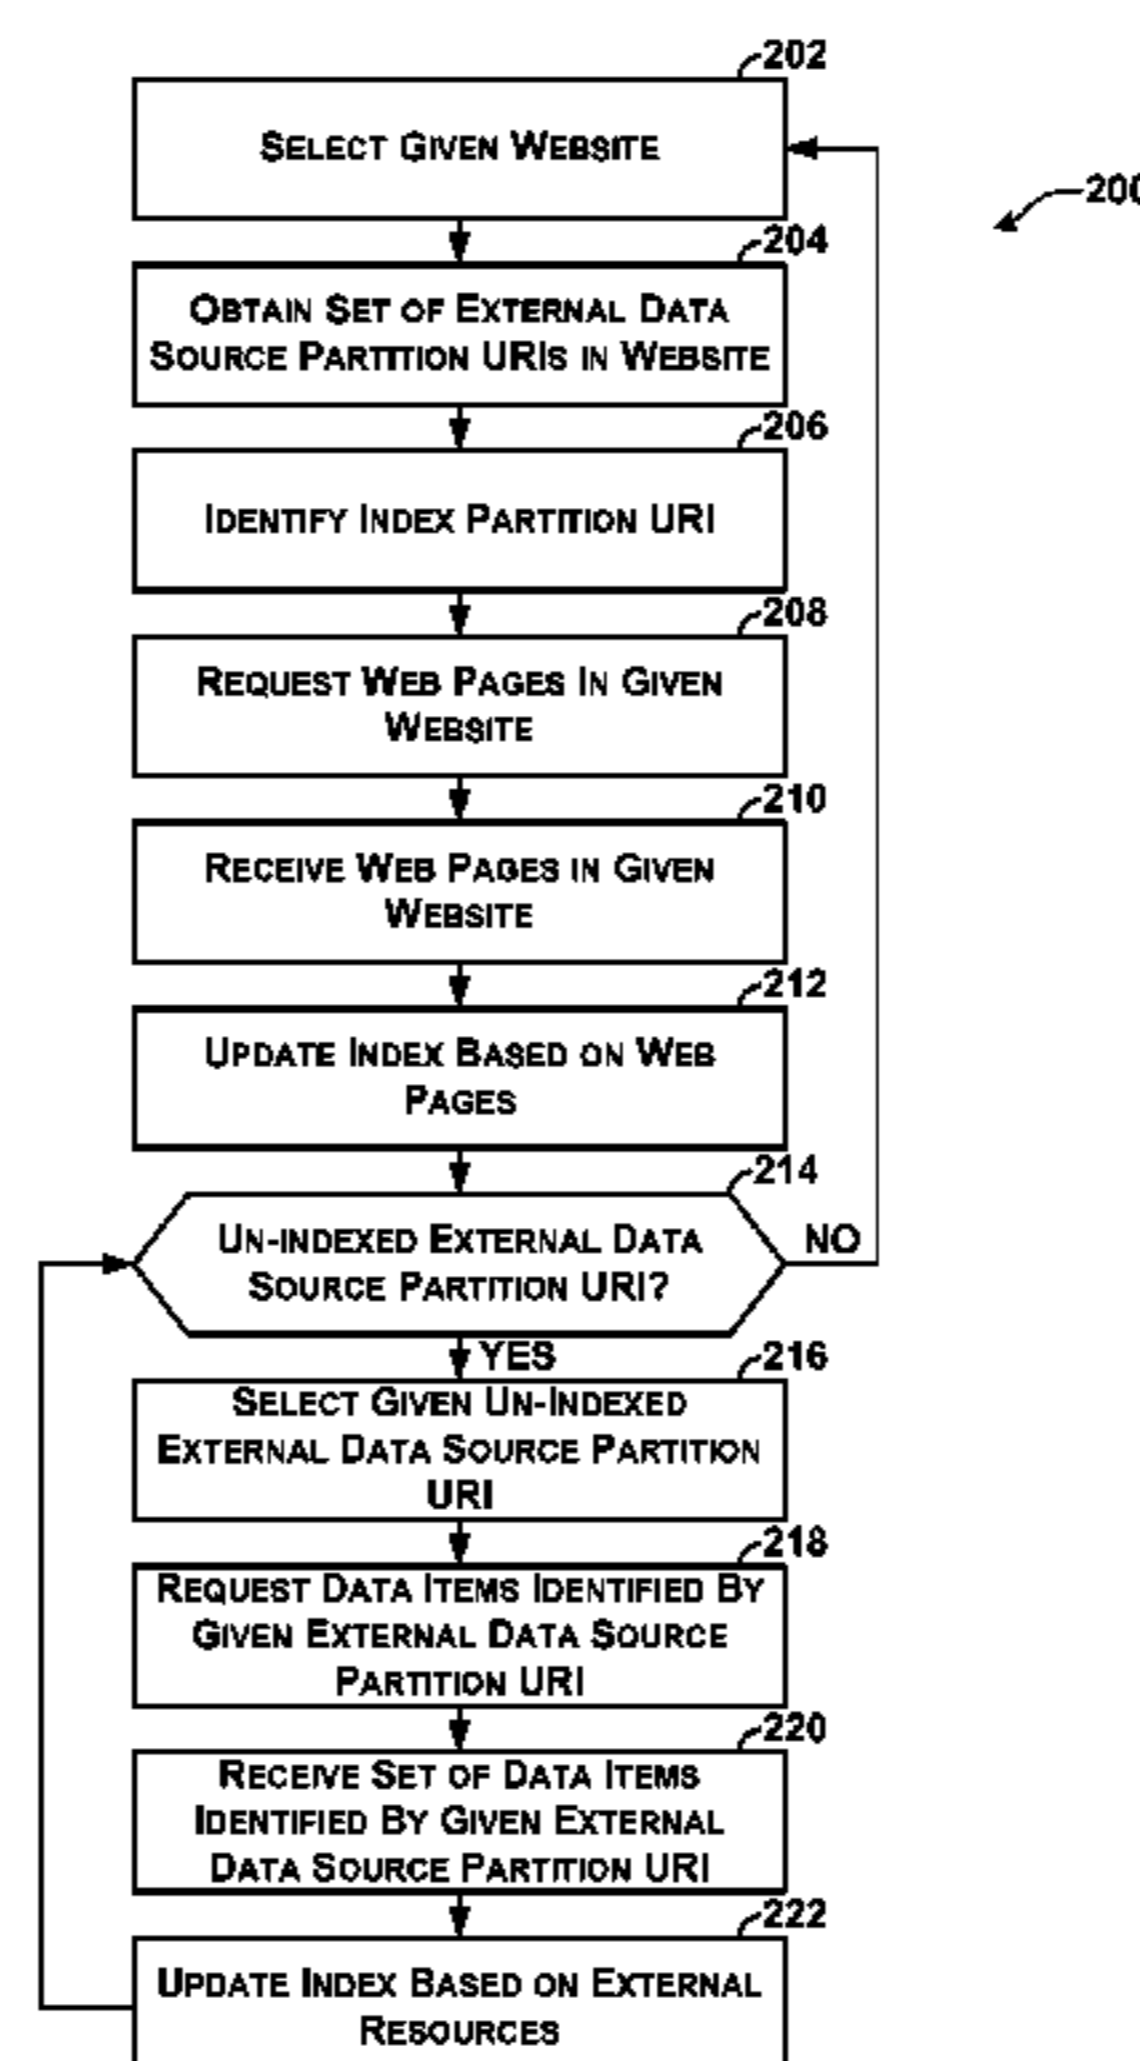 202
SELECT GIVEN WEBSITE
200
204
OBTAIN SET OF EXTERNAL DATA
SOURCE PARTITION URIS IN WEBSITE
206
IDENTIFY INDEX PARTITION URI
208
REQUEST WEB PAGES IN GIVEN
WEBSITE
210
RECEIVE WEB PAGES IN GIVEN
WEBSITE
212
UPDATE INDEX BASED ON WEB
PAGES
214
UN-INDEXED EXTERNAL DATA
SOURCE PARTITION URI?
NO
YES
216
SELECT GIVEN UN-INDEXED
EXTERNAL DATA SOURCE PARTITION
URI
218
REQUEST DATA ITEMS IDENTIFIED BY
GIVEN EXTERNAL DATA SOURCE
PARTITION URI
220
RECEIVE SET OF DATA ITEMS
IDENTIFIED BY GIVEN EXTERNAL
DATA SOURCE PARTITION URI
222
UPDATE INDEX BASED ON EXTERNAL
RESOURCES